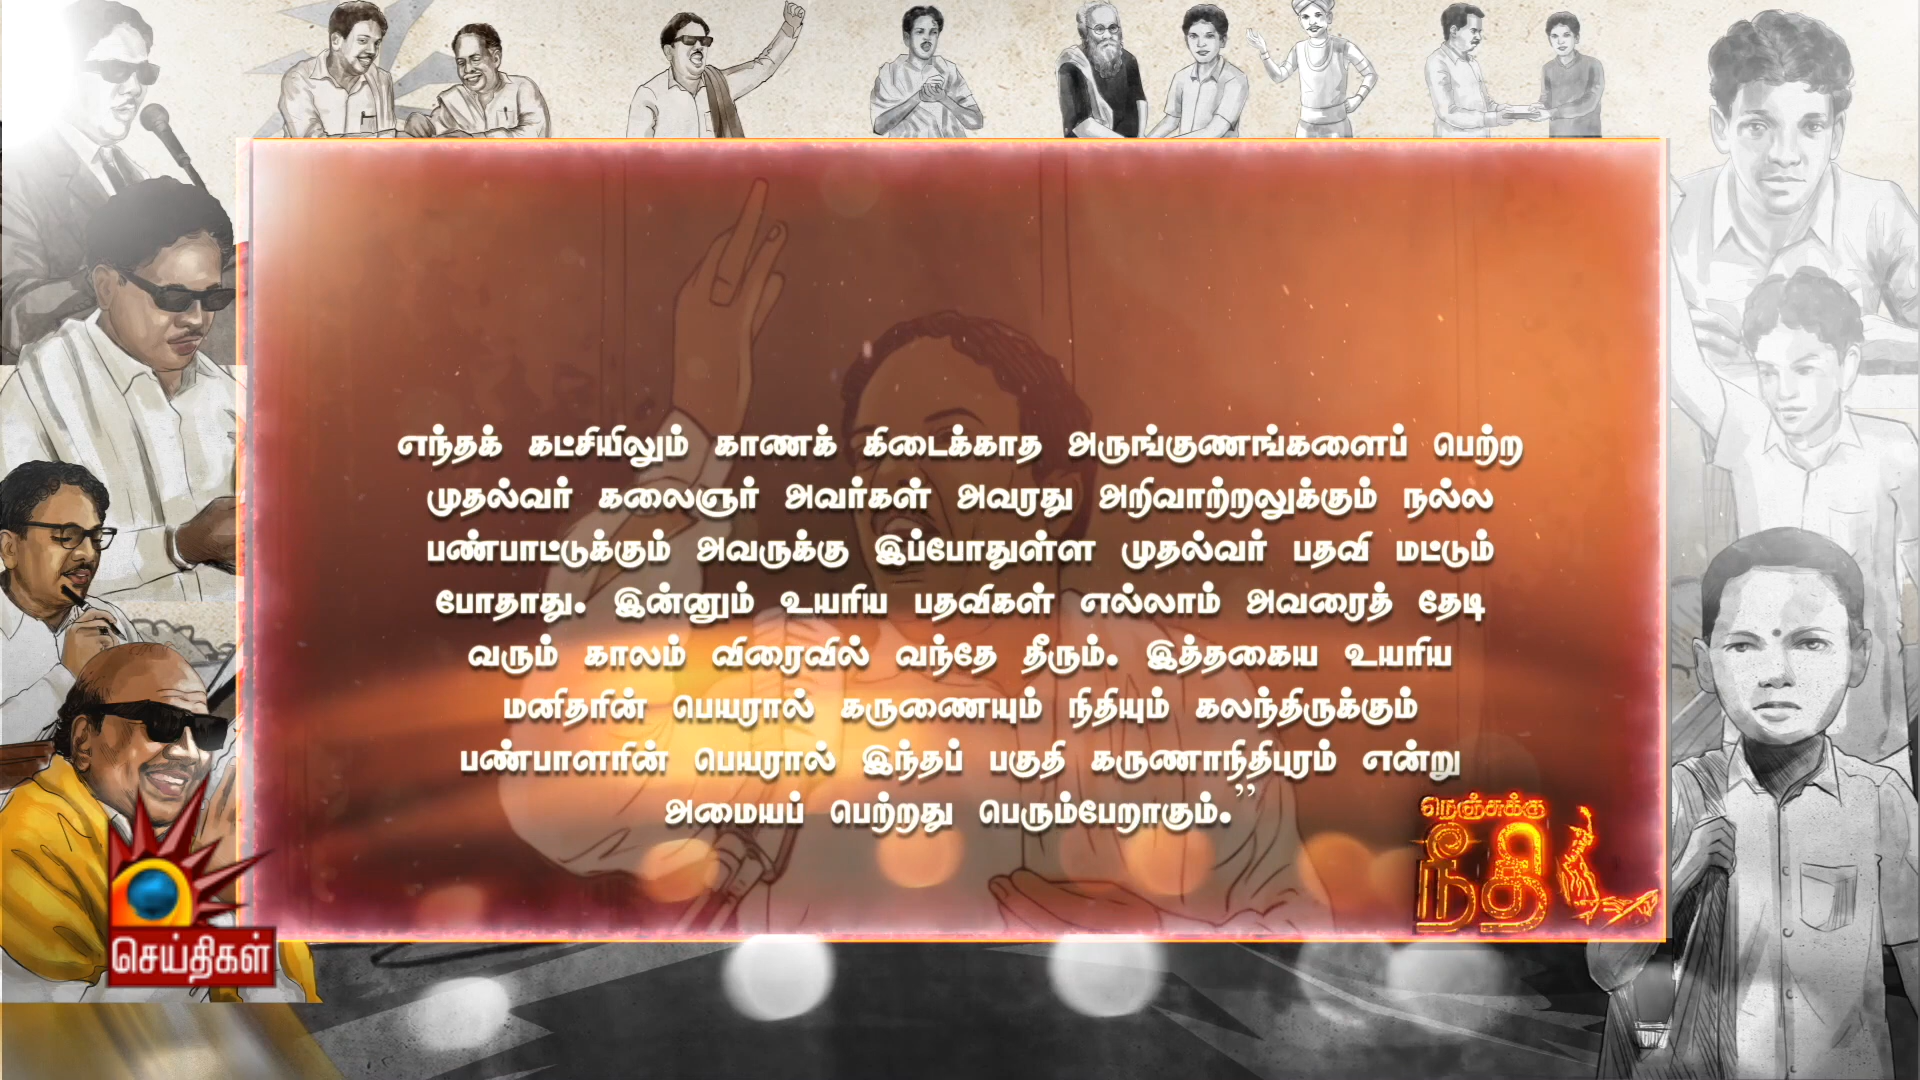 எந்தக் கட்சியிலும் காணக் கிடைக்காத அருங்குணங்களைப் பெற்ற
முதல்வர் கலைஞர் அவர்கள் அவரது அறிவாற்றலுக்கும் நல்ல
பண்பாட்டுக்கும் அவருக்கு இப்போதுள்ள முதல்வர் பதவி மட்டும்
போதாது. இன்னும் உயரிய பதவிகள் எல்லாம் அவரைத் தேடி
வரும் காலம் விரைவில் வந்தே தீரும். இத்தகைய உயரிய
மனிதரின் பெயரால் கருணையும் நிதியும் கலந்திருக்கும்
பண்பாளரின் பெயரால் இந்தப் பகுதி கருணாநிதிபுரம் என்று
அமையப் பெற்றது பெரும்பேறாகும்.”
நெஞ்சுக்கு
நீதி
செய்திகள்